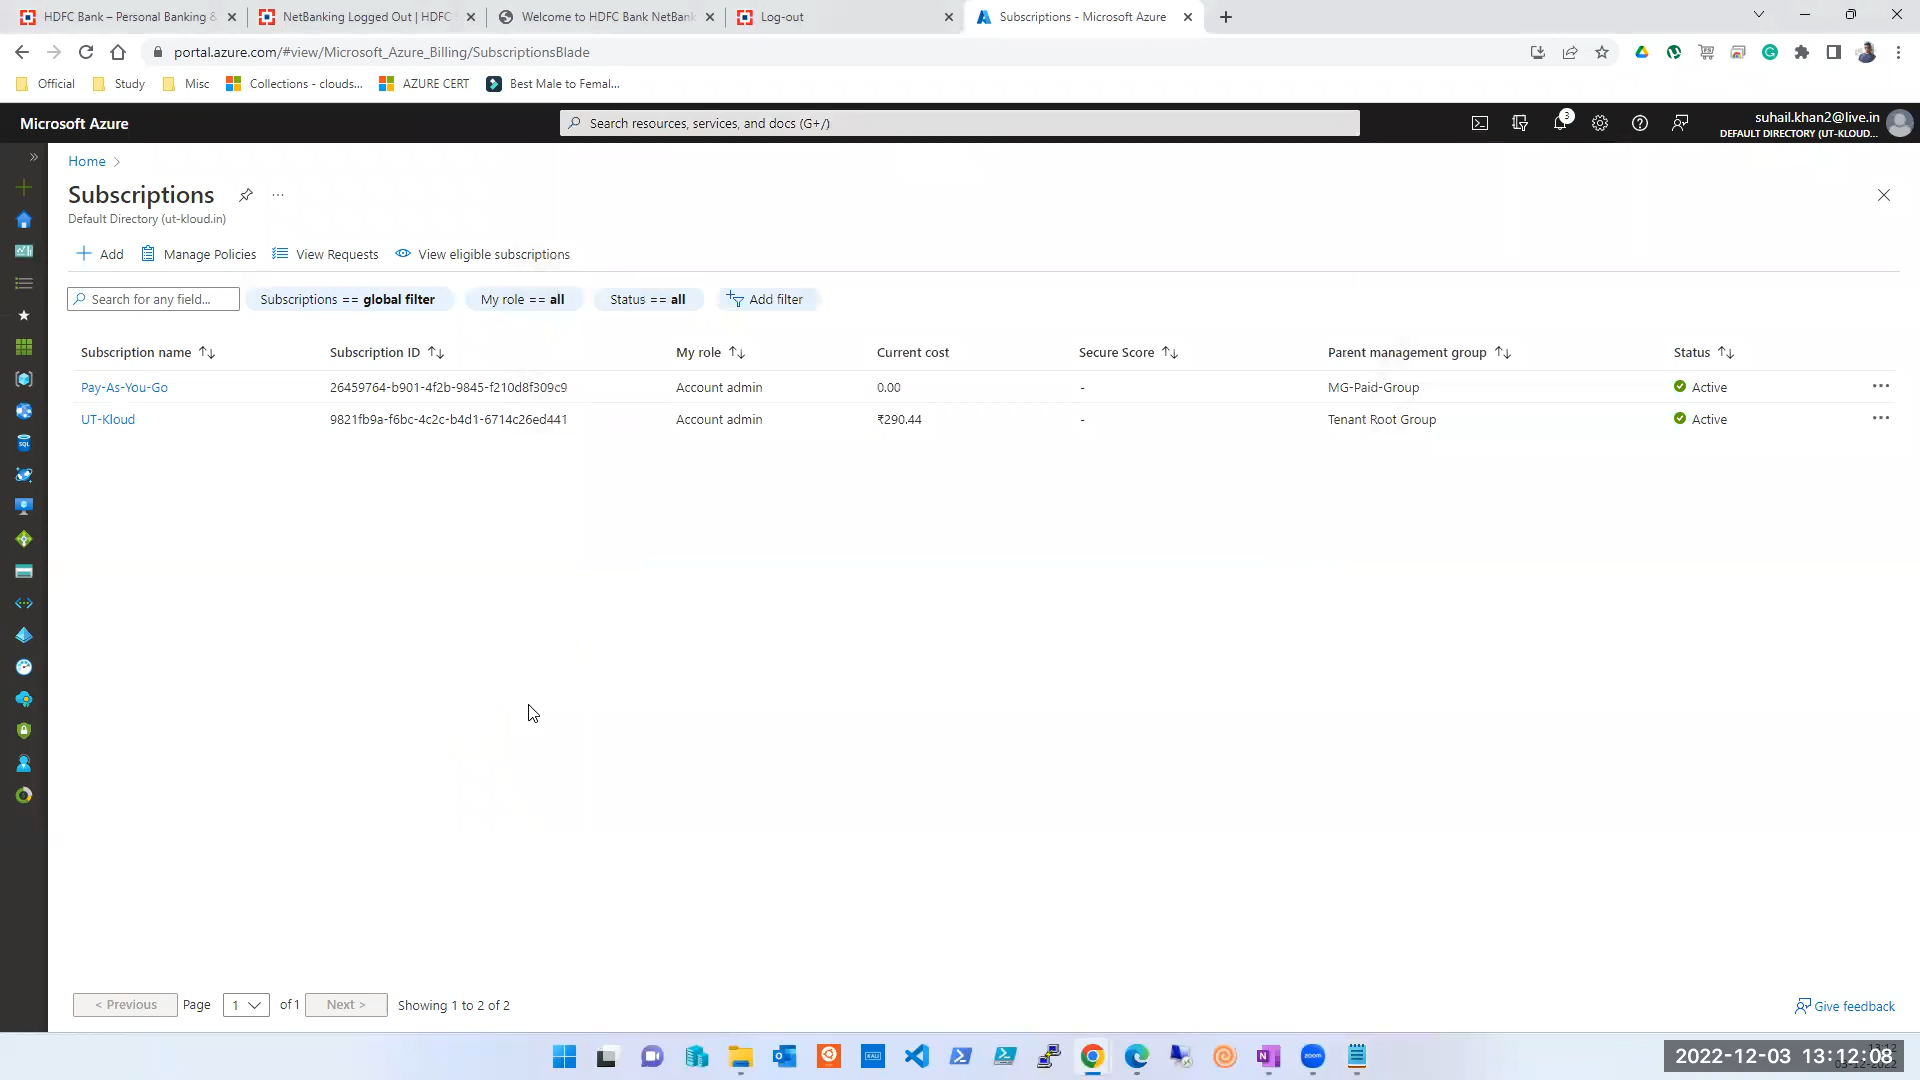 HDFC Bank – Personal Banking &
NetBanking Logged Out | HDFC
Welcome to HDFC Bank NetBank
Log-out
Subscriptions - Microsoft Azure
portal.azure.com/#view/Microsoft_Azure_Billing/SubscriptionsBlade
Official
Study
Misc
Collections - clouds...
AZURE CERT
Best Male to Femal...
Microsoft Azure
Search resources, services, and docs (G+/)
3
suhail.khan2@live.in
DEFAULT DIRECTORY (UT-KLOUD....
Home
Subscriptions
Default Directory (ut-kloud.in)
Add
Manage Policies
View Requests
View eligible subscriptions
Search for any field...
Subscriptions == global filter
My role == all
Status == all
Add filter
Subscription name
Subscription ID
My role
Current cost
Secure Score
Parent management group
Status
Pay-As-You-Go
26459764-b901-4f2b-9845-f210d8f309c9
Account admin
0.00
-
MG-Paid-Group
Active
UT-Kloud
9821fb9a-f6bc-4c2c-b4d1-6714c26ed441
Account admin
₹290.44
-
Tenant Root Group
Active
< Previous
Page
1
of 1
Next >
Showing 1 to 2 of 2
Give feedback
2022-12-03 13:12:08